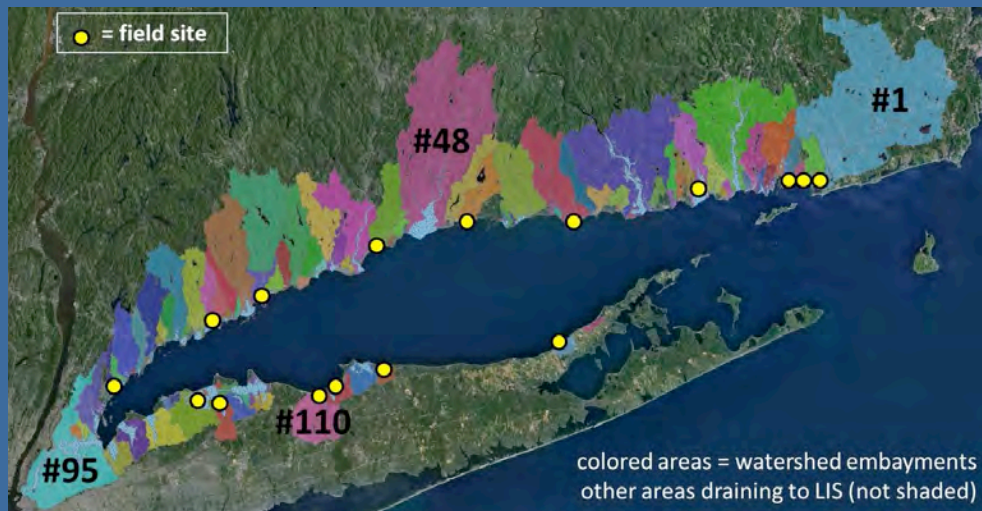 = field site
#1
#48
#110
#95
colored areas = watershed embayments
other areas draining to LIS (not shaded)